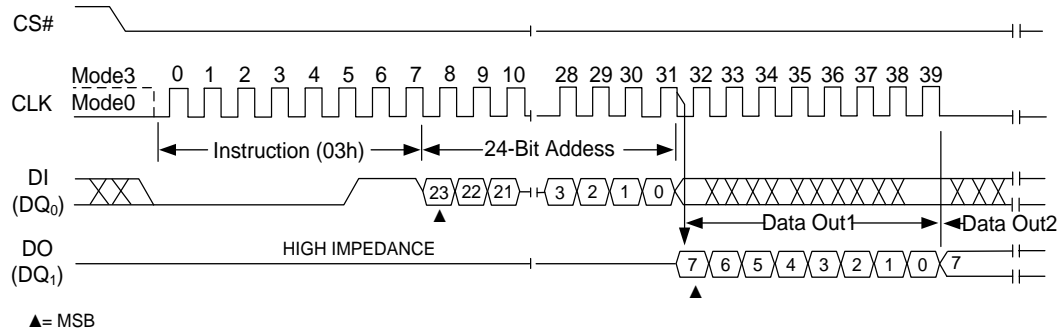 CS#
Mode3 0 1 2 3 4 5 6 7 8 9 10 28 29 30 31 32 33 34 35 36 37 38 39
CLK Mode0
Instruction (03h) 24-Bit Addess
DI
(DQ0)
23 22 21 3 2 1 0
Data Out1 Data Out2
DO
(DQ1)
HIGH IMPEDANCE
7 6 5 4 3 2 1 0 7
▲= MSB